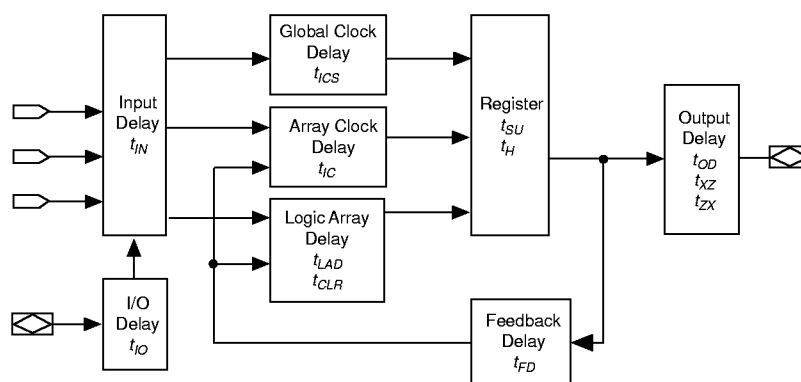 Global Clock
Delay
tICS
Input
Delay
tIN
Array Clock
Delay
tIC
Register
tSU
tH
Output
Delay
tOD
tXZ
tZX
Logic Array
Delay
tLAD
tCLR
I/O
Delay
tIO
Feedback
Delay
tFD